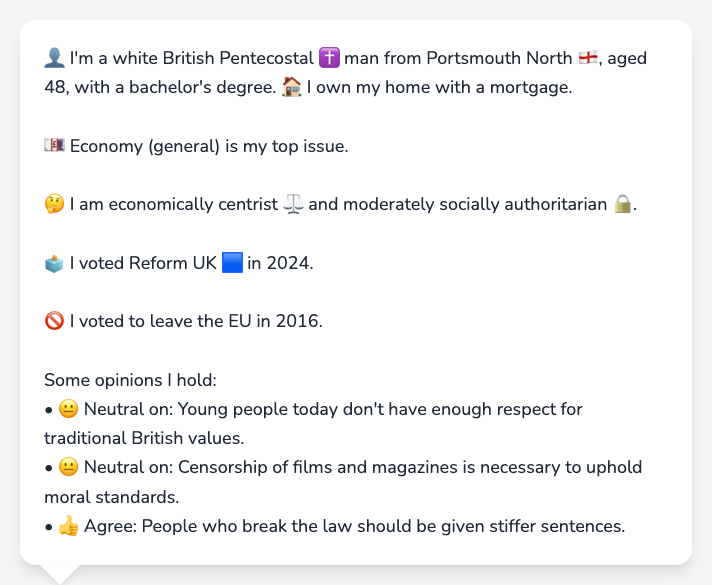 👤 I'm a white British Pentecostal ✝️ man from Portsmouth North 🏴󠁧󠁢󠁥󠁮󠁧󠁿, aged
48, with a bachelor's degree. 🏠 I own my home with a mortgage.
💷 Economy (general) is my top issue.
🤔 I am economically centrist ⚖️ and moderately socially authoritarian 🔒.
🗳️ I voted Reform UK 🟦 in 2024.
🚫 I voted to leave the EU in 2016.
Some opinions I hold:
• 😐 Neutral on: Young people today don't have enough respect for
traditional British values.
• 😐 Neutral on: Censorship of films and magazines is necessary to uphold
moral standards.
• 👍 Agree: People who break the law should be given stiffer sentences.